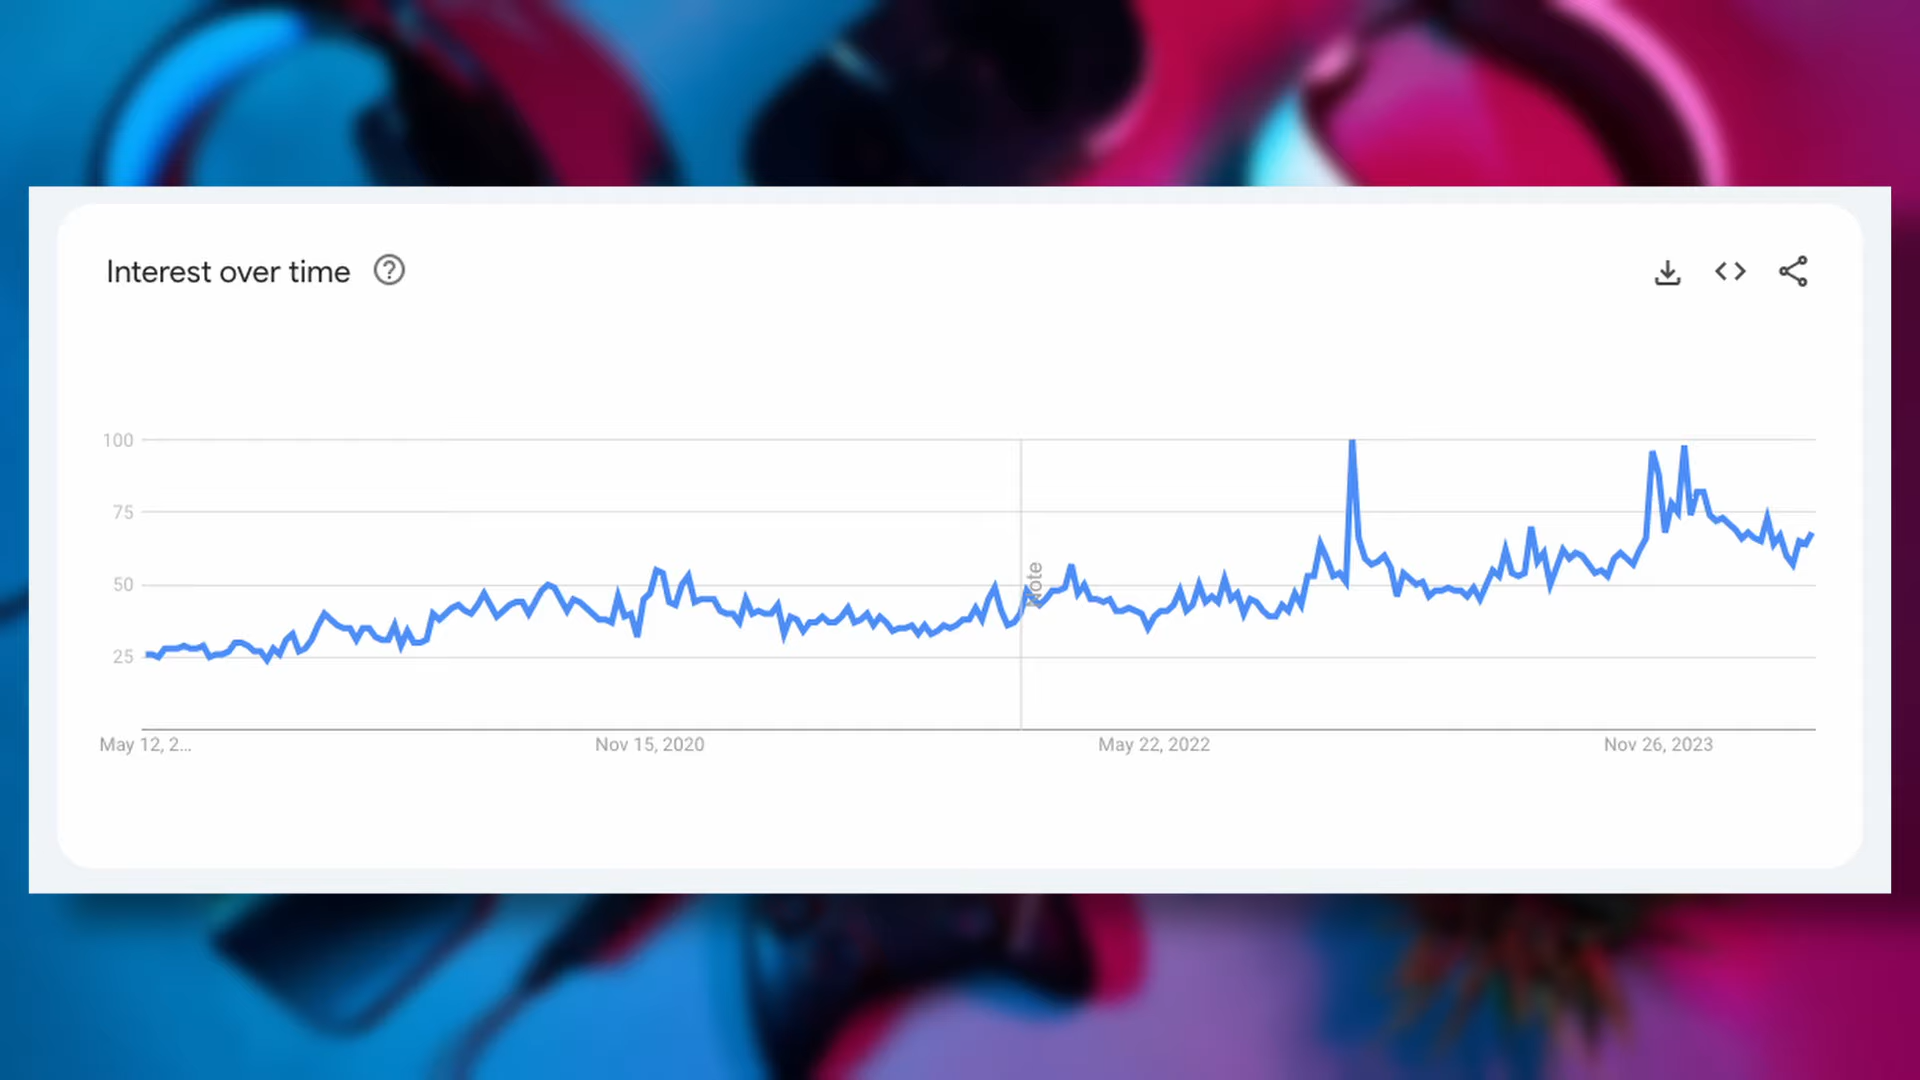 Interest over time
100
75
50
25
Note
May 12, 2...
Nov 15, 2020
May 22, 2022
Nov 26, 2023